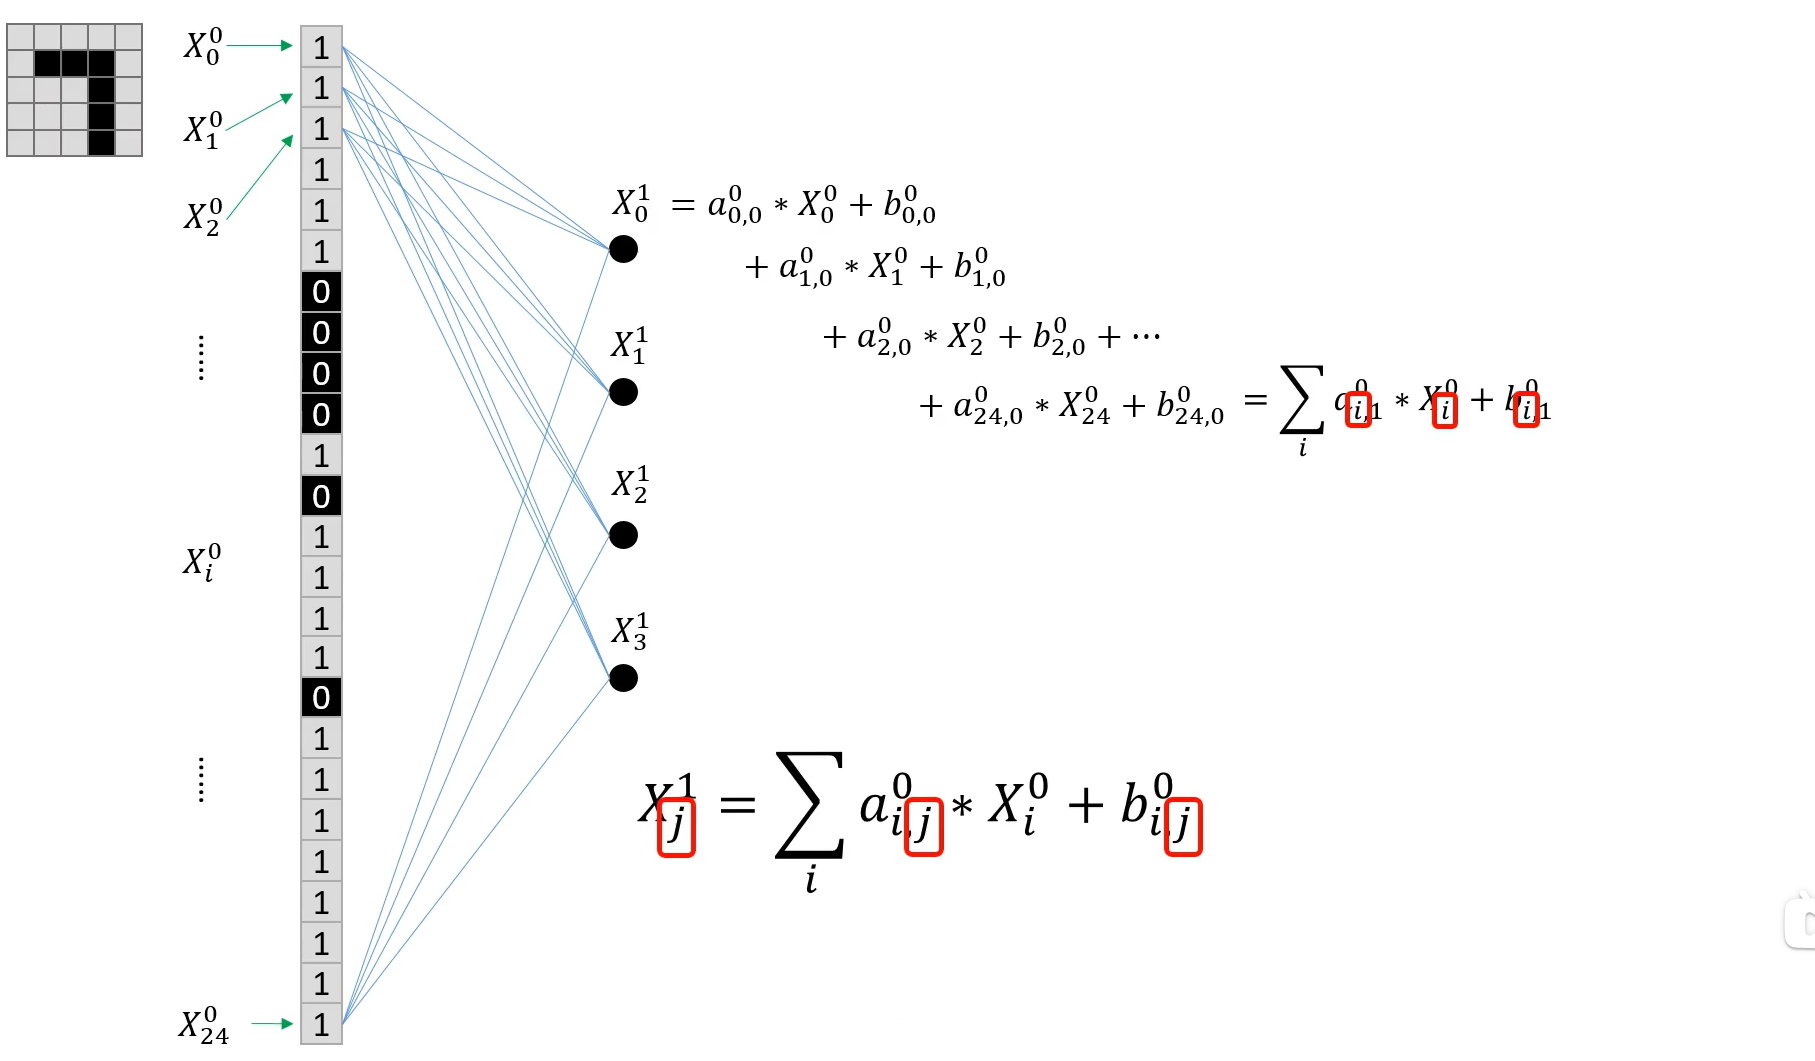 X_0^0
X_1^0
X_2^0
......
X_i^0
......
X_24^0
1
1
1
1
1
1
0
0
0
0
1
0
1
1
1
1
0
1
1
1
1
1
1
1
1
X_0^1 = a_{0,0}^0 * X_0^0 + b_{0,0}^0
+ a_{1,0}^0 * X_1^0 + b_{1,0}^0
+ a_{2,0}^0 * X_2^0 + b_{2,0}^0 + ⋯
+ a_{24,0}^0 * X_{24}^0 + b_{24,0}^0 = ∑_i a_{i,1}^0 * X_i^0 + b_{i,1}^0
X_1^1
X_2^1
X_3^1
X_j^1 = ∑_i a_{i,j}^0 * X_i^0 + b_{i,j}^0